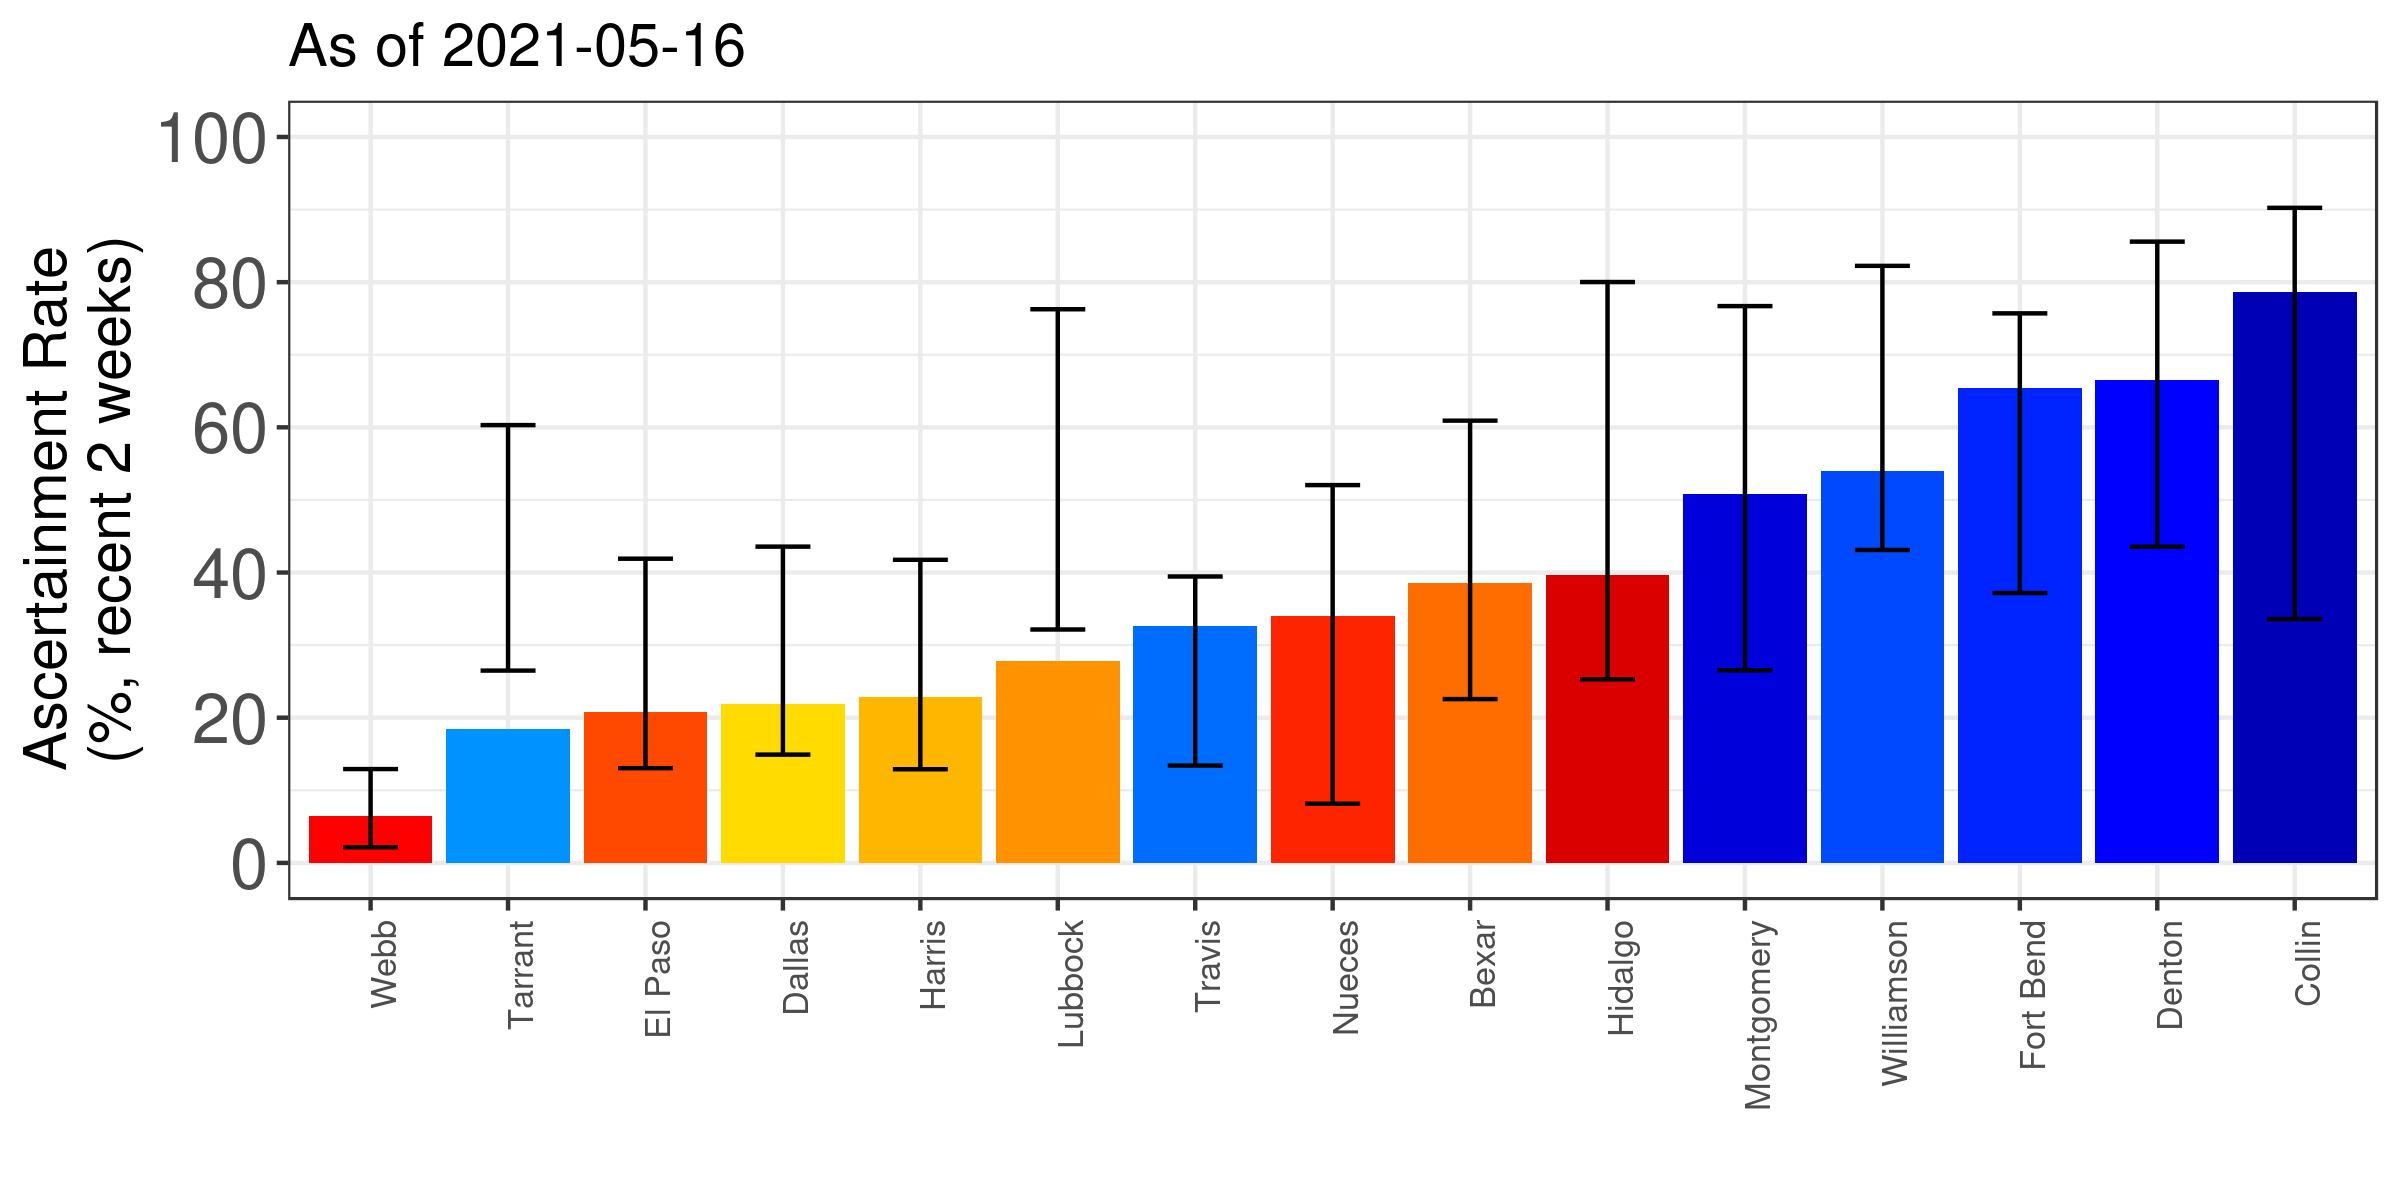 As of 2021-05-16
Ascertainment Rate
(%, recent 2 weeks)
100
80
60
40
20
0
Webb
Tarrant
El Paso
Dallas
Harris
Lubbock
Travis
Nueces
Bexar
Hidalgo
Montgomery
Williamson
Fort Bend
Denton
Collin